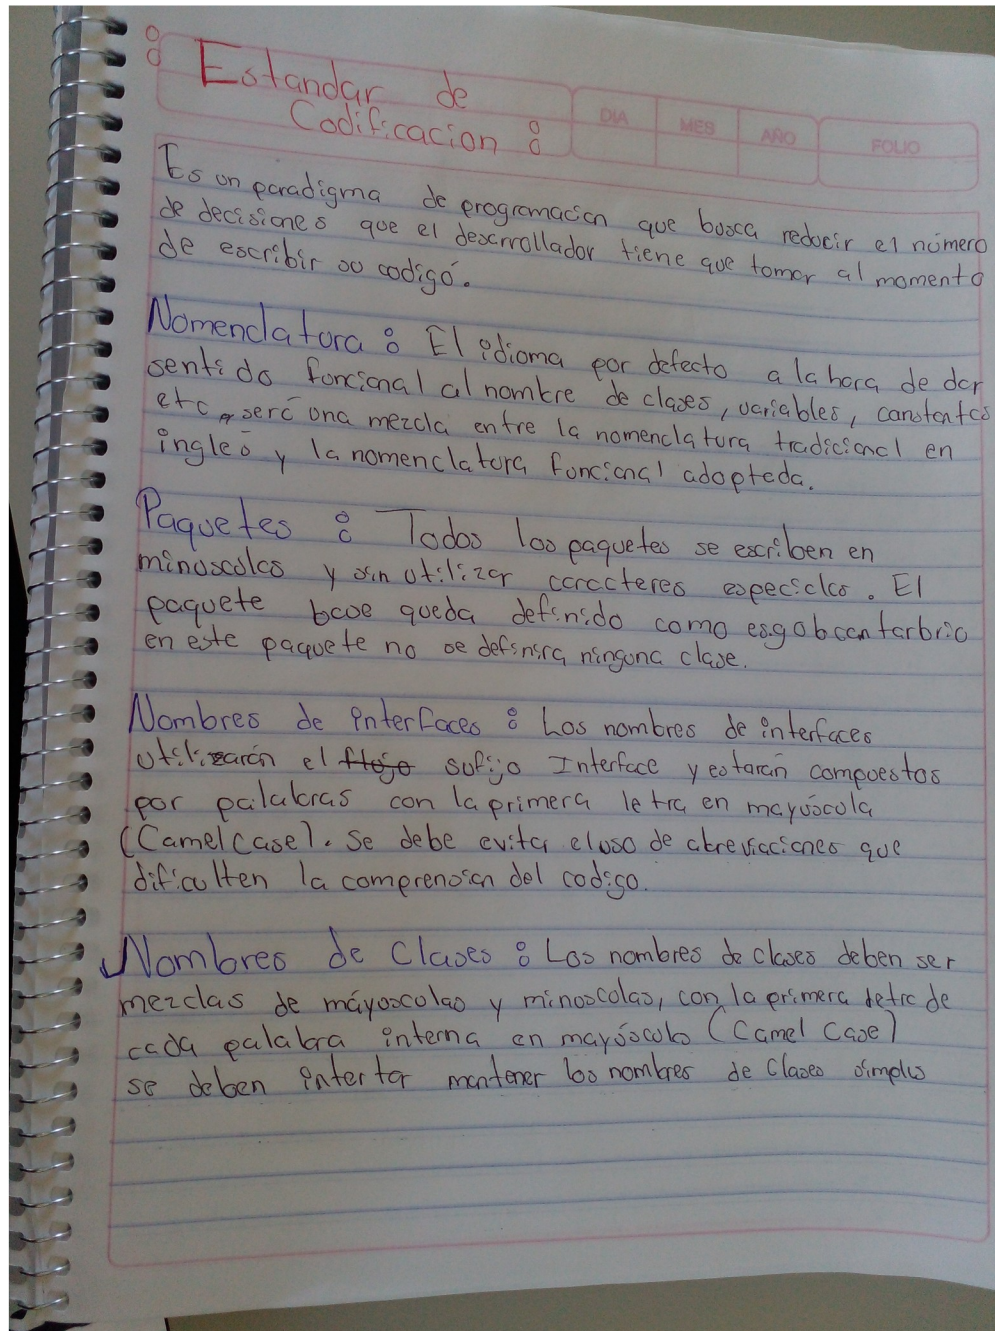 : Estandar de
Codificacion :
DIA MES AÑO FOLIO
Es un paradigma de programación que busca reducir el número
de decisiones que el desarrollador tiene que tomar al momento
de escribir su codigó.
Nomenclatura : El idioma por defecto a la hora de dar
sentido funcional al nombre de clases, variables, constantes
etc, será una mezcla entre la nomenclatura tradicional en
ingles y la nomenclatura funcional adoptada.
Paquetes : Todos los paquetes se escriben en
minusculas y sin utilizar caracteres especiales. El
paquete base queda definido como es.gobcantarbria
en este paquete no se definira ninguna clase.
Nombres de interfaces : Los nombres de interfaces
utilizarán el sufijo Interface y estarán compuestos
por palabras con la primera letra en mayúscula
(CamelCase). Se debe evitar el uso de abreviaciones que
dificulten la comprension del codigo.
Nombres de Clases : Los nombres de clases deben ser
mezclas de máyusculas y minusculas, con la primera letra de
cada palabra interna en mayúscula (Camel Case)
se deben intentar mantener los nombres de Clases simples